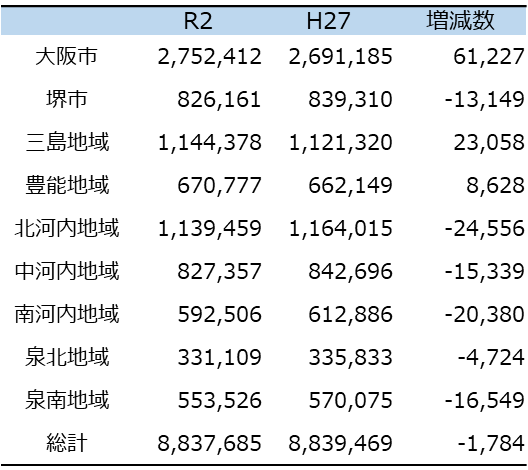 R2 H27 増減数
大阪市 2,752,412 2,691,185 61,227
堺市 826,161 839,310 -13,149
三島地域 1,144,378 1,121,320 23,058
豊能地域 670,777 662,149 8,628
北河内地域 1,139,459 1,164,015 -24,556
中河内地域 827,357 842,696 -15,339
南河内地域 592,506 612,886 -20,380
泉北地域 331,109 335,833 -4,724
泉南地域 553,526 570,075 -16,549
総計 8,837,685 8,839,469 -1,784